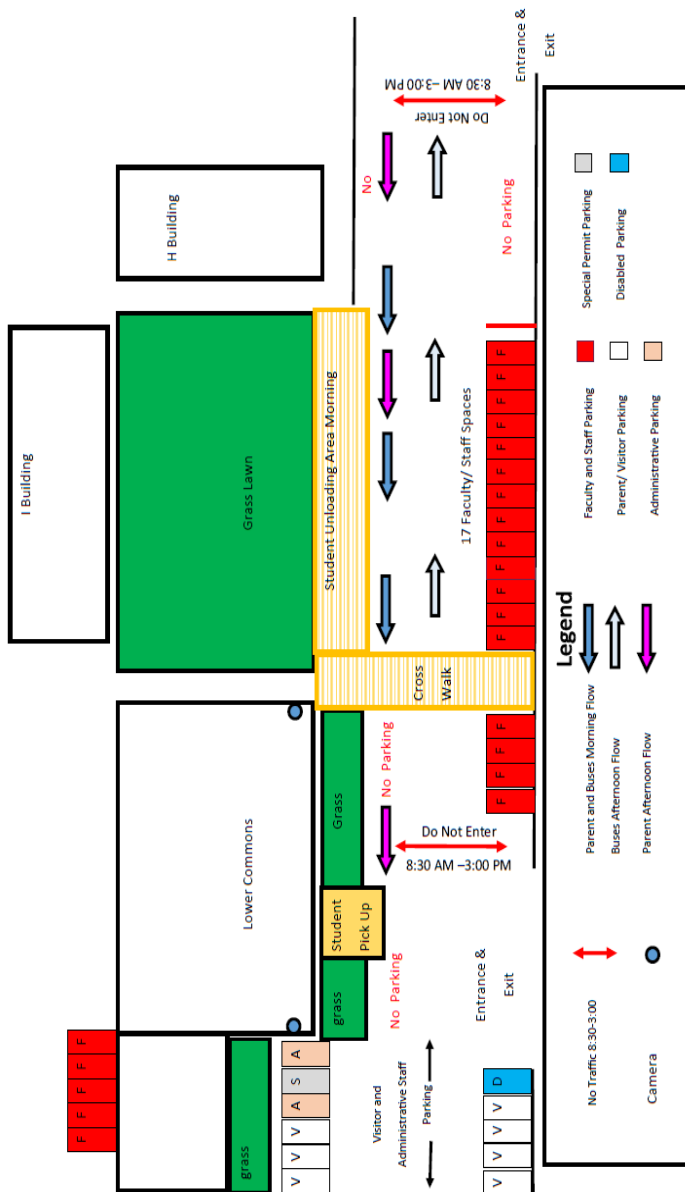 I Building
F F F F F
H Building
Lower Commons
Grass Lawn
grass
V V V A S A
grass
Student
Pick Up
Grass
Student Unloading Area Morning
No
No Parking
No Parking
Visitor and
Administrative Staff
Parking
8:30 AM –3:00 PM
Do Not Enter
Cross
Walk
Do Not Enter
8:30 AM –3:00 PM
17 Faculty/ Staff Spaces
Entrance &
Exit
No Parking
Entrance &
Exit
V V V V D
F F F F
F F F F F F F F F F F F F
Legend
No Traffic 8:30-3:00
Parent and Buses Morning Flow
Faculty and Staff Parking
Special Permit Parking
Buses Afternoon Flow
Parent/ Visitor Parking
Disabled Parking
Camera
Parent Afternoon Flow
Administrative Parking